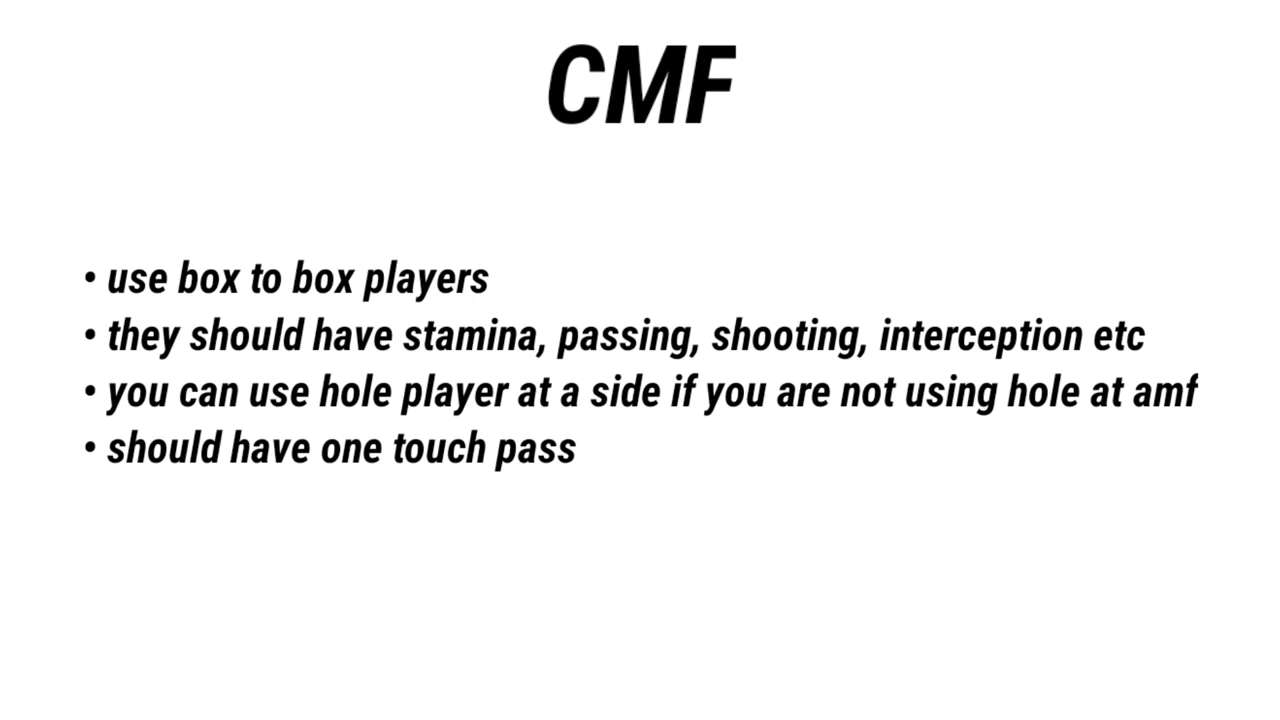 CMF
• use box to box players
• they should have stamina, passing, shooting, interception etc
• you can use hole player at a side if you are not using hole at amf
• should have one touch pass